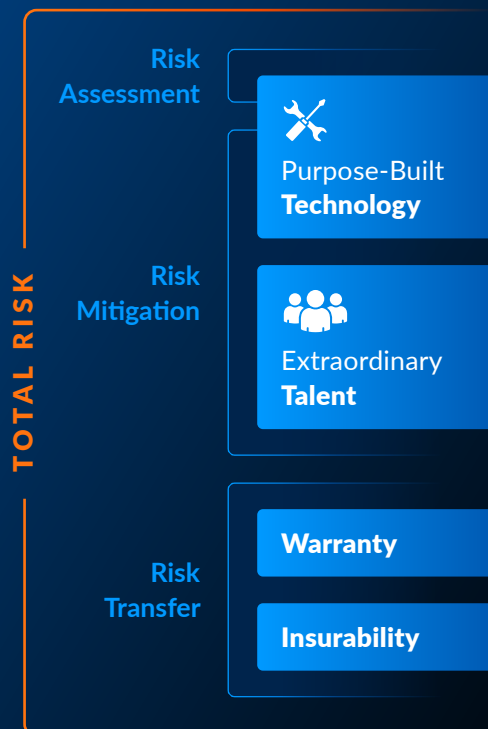 TOTAL RISK
Risk
Assessment
Purpose-Built
Technology
Risk
Mitigation
Extraordinary
Talent
Risk
Transfer
Warranty
Insurability